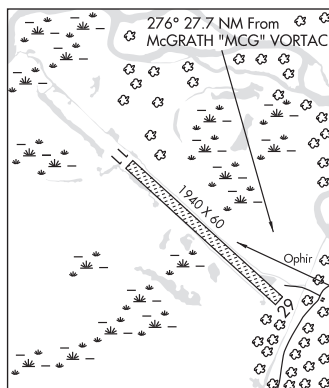 276° 27.7 NM From
McGRATH "MCG" VORTAC
1940 X 60
Ophir
29